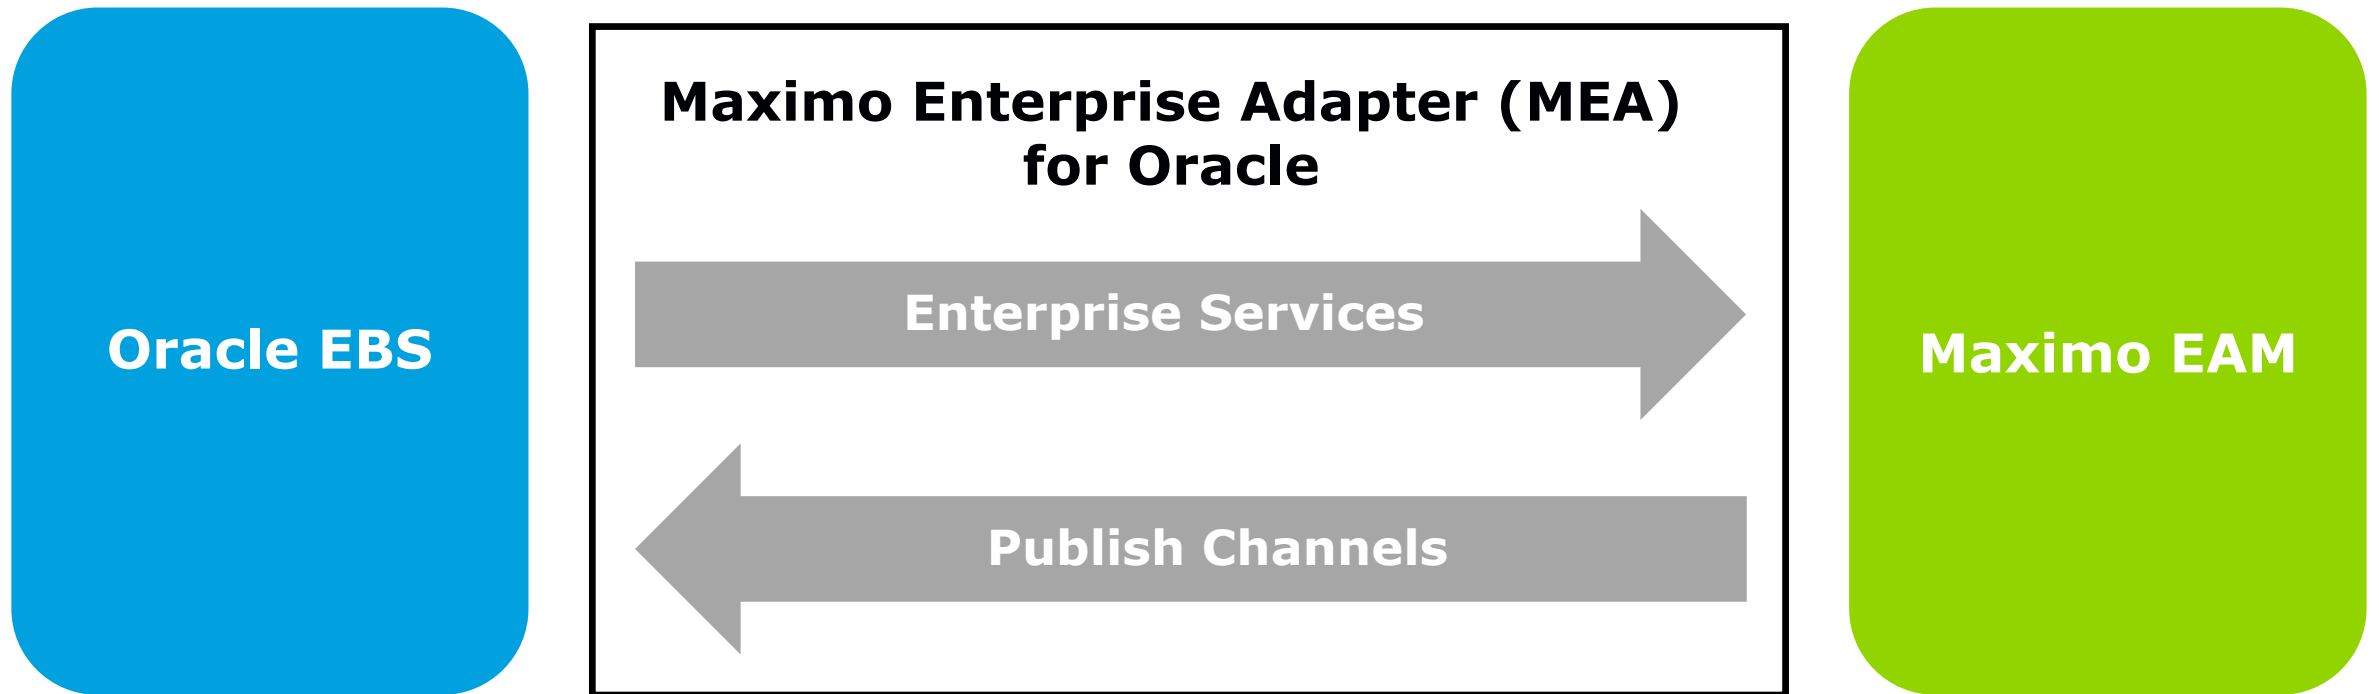 Maximo Enterprise Adapter (MEA)
for Oracle
Enterprise Services
Oracle EBS
Maximo EAM
Publish Channels